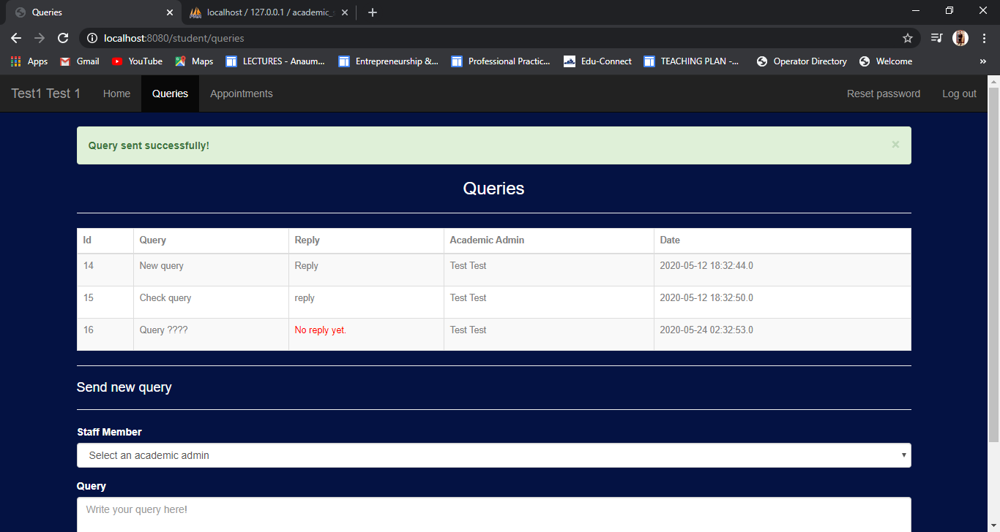 Queries
localhost / 127.0.0.1 / academic_s
localhost:8080/student/queries
Apps Gmail YouTube Maps LECTURES - Anaum... Entrepreneurship &... Professional Practic... Edu-Connect TEACHING PLAN -... Operator Directory Welcome »
Test1 Test 1 Home Queries Appointments Reset password Log out
Query sent successfully! ×
Queries
Id Query Reply Academic Admin Date
14 New query Reply Test Test 2020-05-12 18:32:44.0
15 Check query reply Test Test 2020-05-12 18:32:50.0
16 Query ???? No reply yet. Test Test 2020-05-24 02:32:53.0
Send new query
Staff Member
Select an academic admin
Query
Write your query here!